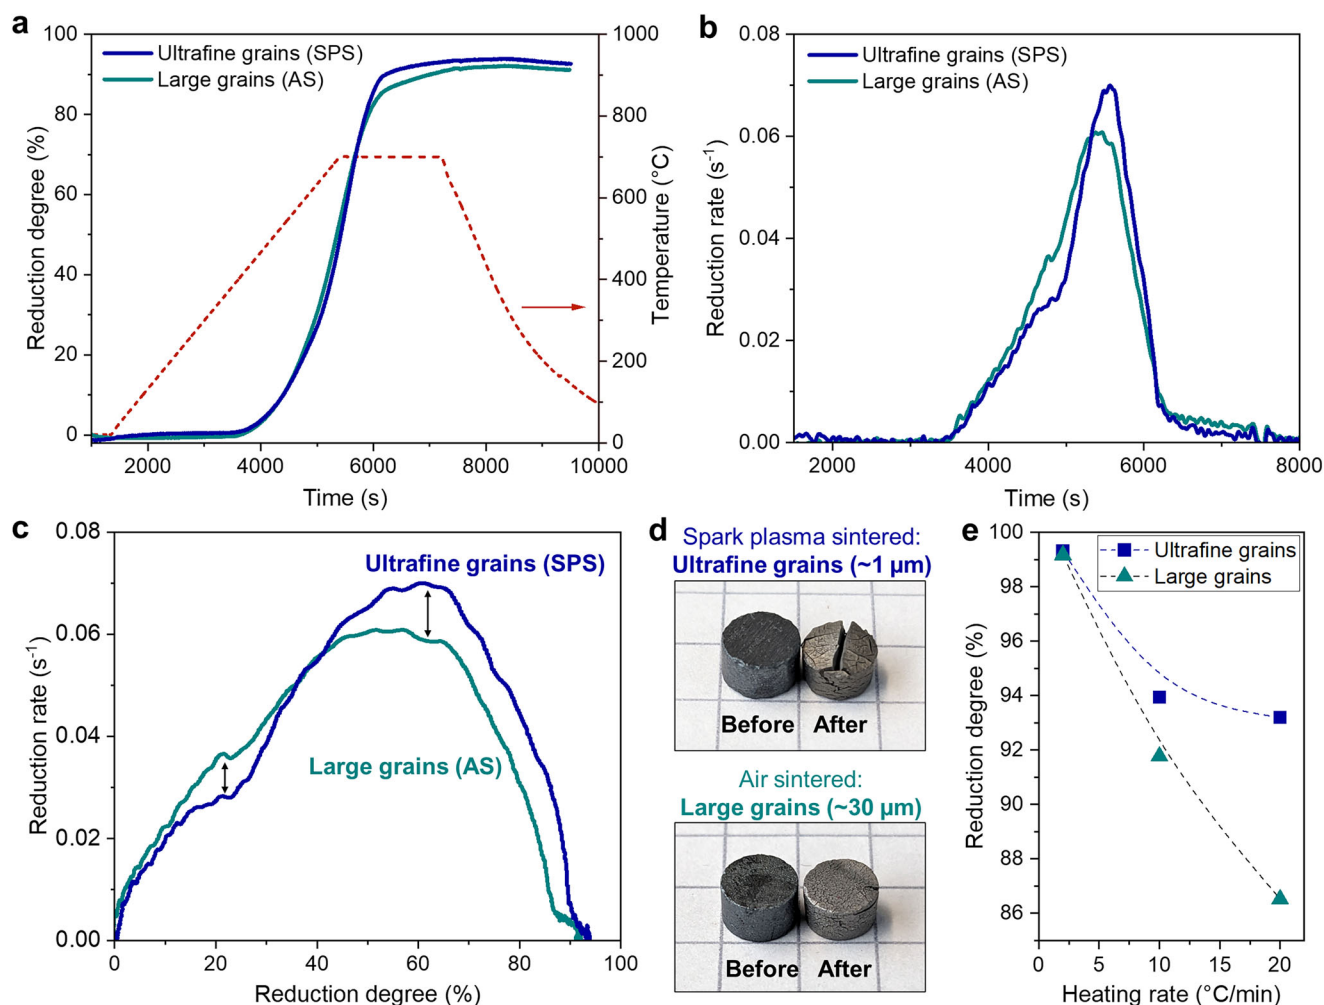 a
100
80
60
40
20
0
Reduction degree (%)
Ultrafine grains (SPS)
Large grains (AS)
1000
800
600
400
200
0
Temperature (°C)
2000
4000
6000
8000
10000
Time (s)
b
0.08
0.06
0.04
0.02
0.00
Reduction rate (s⁻¹)
Ultrafine grains (SPS)
Large grains (AS)
2000
4000
6000
8000
Time (s)
c
0.08
0.06
0.04
0.02
0.00
Reduction rate (s⁻¹)
Ultrafine grains (SPS)
Large grains (AS)
0
20
40
60
80
100
Reduction degree (%)
d
Spark plasma sintered:
Ultrafine grains (~1 µm)
Before After
Air sintered:
Large grains (~30 µm)
Before After
e
100
98
96
94
92
90
88
86
Reduction degree (%)
Ultrafine grains
Large grains
0
5
10
15
20
Heating rate (°C/min)